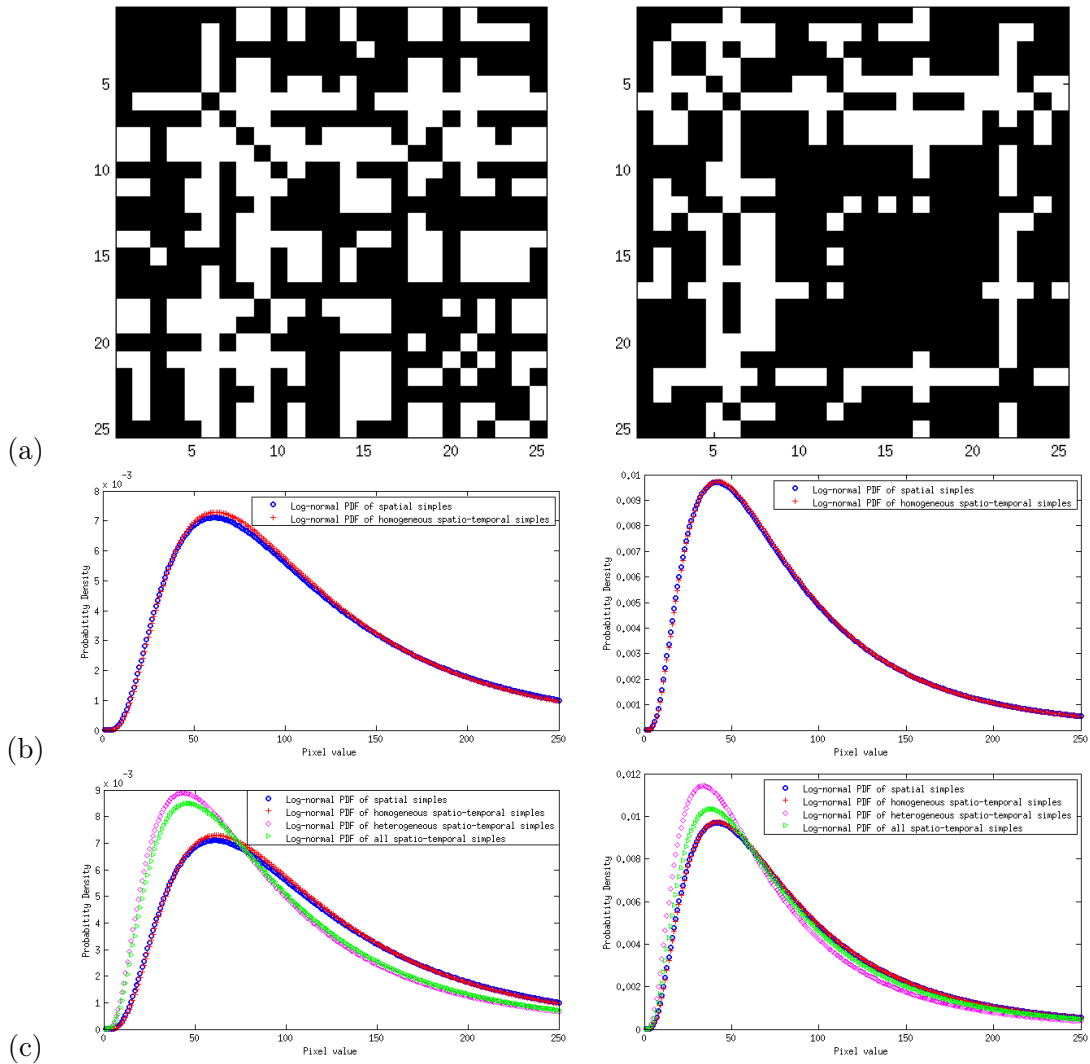 5
10
15
20
25
5 10 15 20 25
5
10
15
20
25
5 10 15 20 25
(a)
x 10⁻³
8
7
6
5
4
3
2
1
0
0 50 100 150 200 250
Probabitity Density
Pixel value
Log-normal PDF of spatial simples
Log-normal PDF of homogeneous spatio-temporal simples
0.01
0.009
0.008
0.007
0.006
0.005
0.004
0.003
0.002
0.001
0
0 50 100 150 200 250
Probabitity Density
Pixel value
Log-normal PDF of spatial simples
Log-normal PDF of homogeneous spatio-temporal simples
(b)
x 10⁻³
9
8
7
6
5
4
3
2
1
0
0 50 100 150 200 250
Probabitity Density
Pixel value
Log-normal PDF of spatial simples
Log-normal PDF of homogeneous spatio-temporal simples
Log-normal PDF of heterogeneous spatio-temporal simples
Log-normal PDF of all spatio-temporal simples
0.012
0.01
0.008
0.006
0.004
0.002
0
0 50 100 150 200 250
Probabitity Density
Pixel value
Log-normal PDF of spatial simples
Log-normal PDF of homogeneous spatio-temporal simples
Log-normal PDF of heterogeneous spatio-temporal simples
Log-normal PDF of all spatio-temporal simples
(c)